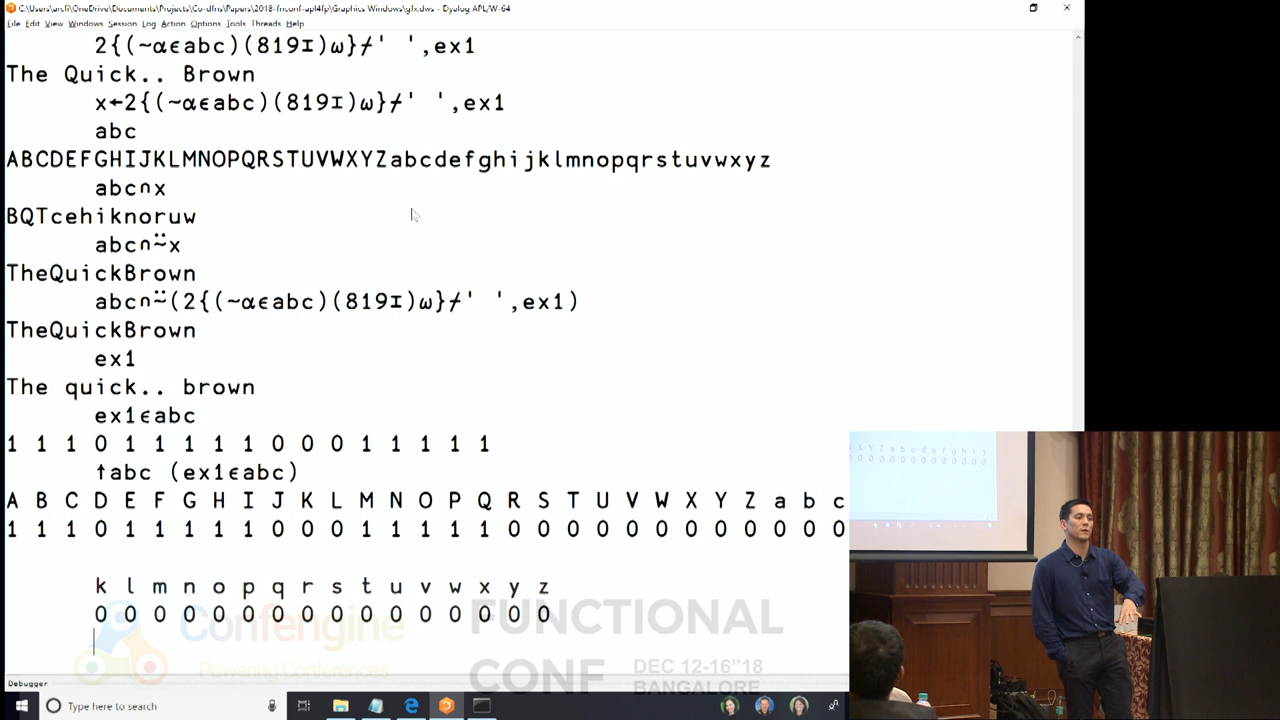 C:\Users\arcfi\OneDrive\Documents\Projects\Co-dfns\Papers\2018-fnconf-apl4fp\Graphics Windows\gfx.dws - Dyalog APL/W-64
File Edit View Windows Session Log Action Options Tools Threads Help
2{(~⍺∊abc)(819⌶)⍵}⌿' ',ex1
The Quick.. Brown
x←2{(~⍺∊abc)(819⌶)⍵}⌿' ',ex1
abc
ABCDEFGHIJKLMNOPQRSTUVWXYZabcdefghijklmnopqrstuvwxyz
abc∩x
BQTcehiknoruw
abc∩⍨x
TheQuickBrown
abc∩⍨(2{(~⍺∊abc)(819⌶)⍵}⌿' ',ex1)
TheQuickBrown
ex1
The quick.. brown
ex1∊abc
1 1 1 0 1 1 1 1 1 0 0 0 1 1 1 1 1
↑abc (ex1∊abc)
A B C D E F G H I J K L M N O P Q R S T U V W X Y Z a b c
1 1 1 0 1 1 1 1 1 0 0 0 1 1 1 1 1 0 0 0 0 0 0 0 0 0 0 0 0
k l m n o p q r s t u v w x y z
0 0 0 0 0 0 0 0 0 0 0 0 0 0 0 0
Confengine
Powering Conferences
FUNCTIONAL
CONF
DEC 12-16"18
BANGALORE
Debugger
Type here to search